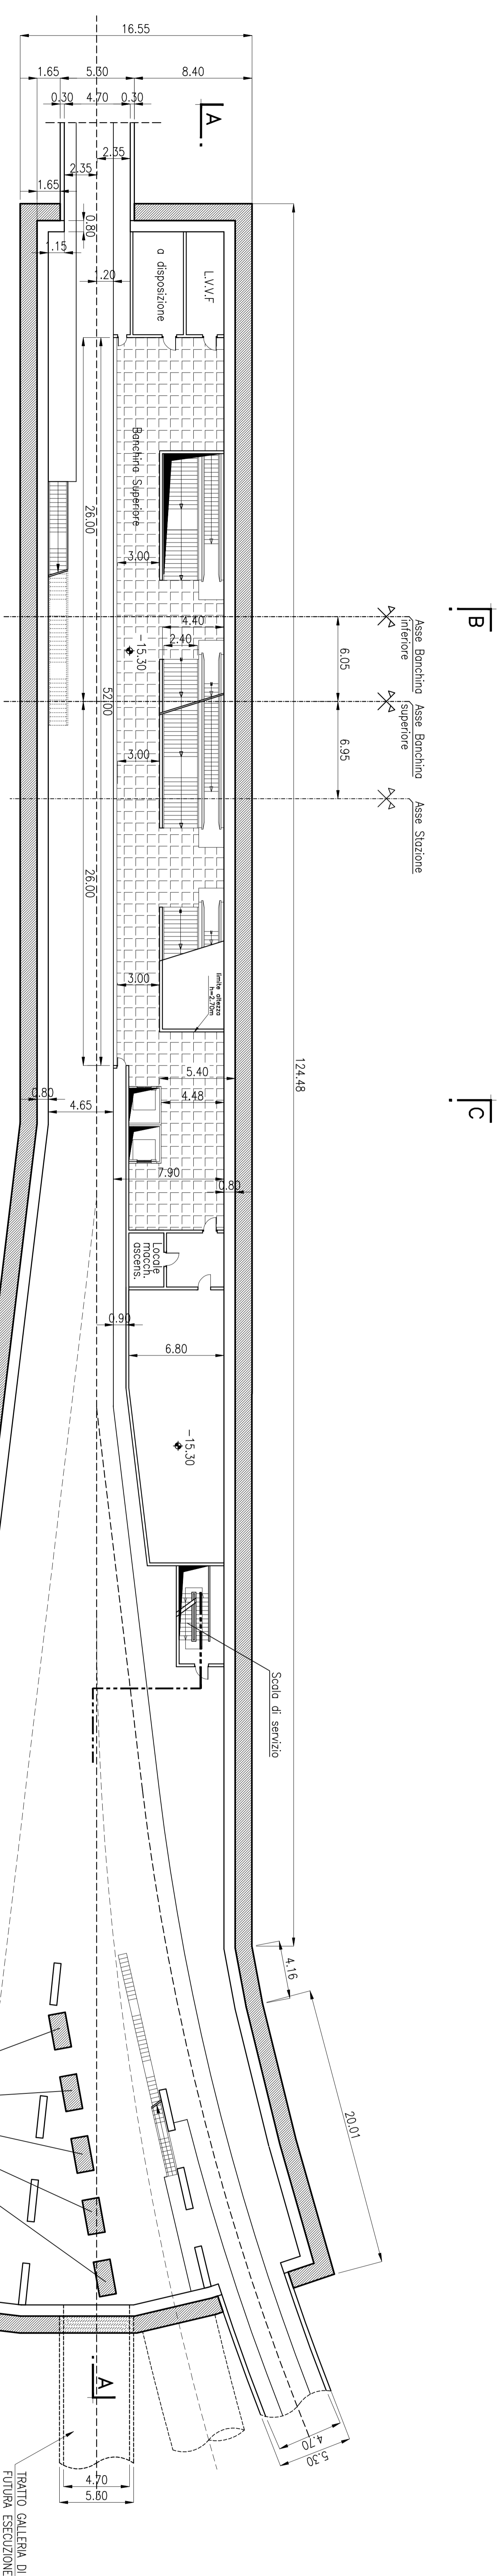 16.55
1.65
5.30
8.40
0.30
4.70
0.30
A
2.35
2.35
1.65
0.80
1.15
1.20
a disposizione
L.V.V.F
Banchina Superiore
26.00
3.00
B
Asse Banchina
inferiore
4.40
2.40
6.05
-15.30
52.00
Asse Banchina
superiore
3.00
6.95
Asse Stazione
26.00
3.00
limite altezza
h=2.70m
124.48
5.40
4.48
C
0.80
4.65
7.90
0.80
Locale
macch.
ascens.
0.90
6.80
-15.30
Scala di servizio
4.16
20.01
4.70
5.30
A
4.70
5.60
TRATTO GALLERIA DI
FUTURA ESECUZIONE